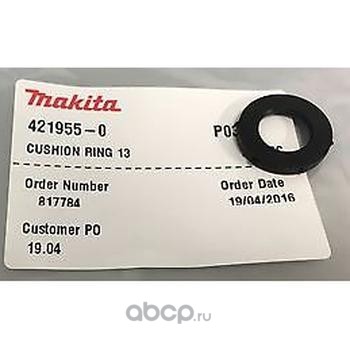 makita
421955-0 P03
CUSHION RING 13
Order Number Order Date
817784 19/04/2016
Customer PO
19.04
abcp.ru